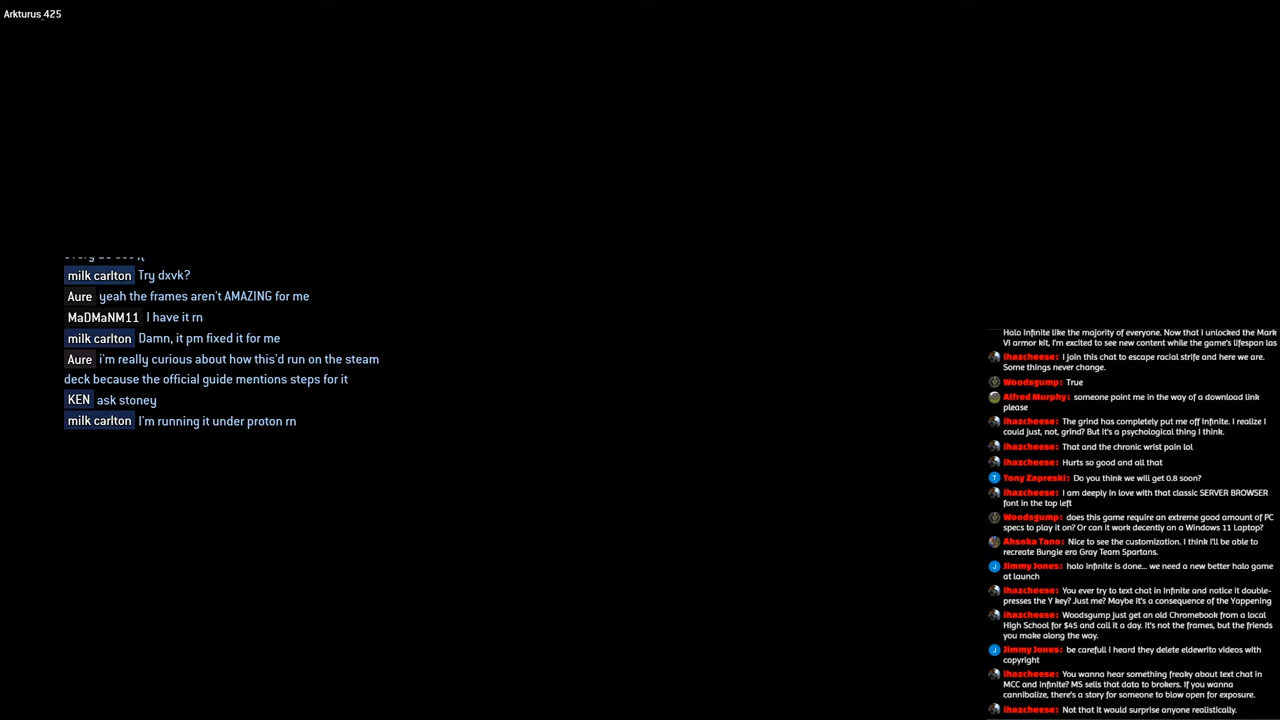 Arkturus_425
milk carlton Try dxvk?
Aure yeah the frames aren't AMAZING for me
MaDMaNM11 I have it rn
milk carlton Damn, it pm fixed it for me
Aure i'm really curious about how this'd run on the steam
deck because the official guide mentions steps for it
KEN ask stoney
milk carlton I'm running it under proton rn
Halo Infinite like the majority of everyone. Now that I unlocked the Mark
VI armor kit, I'm excited to see new content while the game's lifespan las
ihazcheese: I join this chat to escape racial strife and here we are.
Some things never change.
Woodsgump: True
Alfred Murphy: someone point me in the way of a download link
please
ihazcheese: The grind has completely put me off Infinite. I realize I
could just, not, grind? But it's a psychological thing I think.
ihazcheese: That and the chronic wrist pain lol
ihazcheese: Hurts so good and all that
T Tony Zapreski: Do you think we will get 0.8 soon?
ihazcheese: I am deeply in love with that classic SERVER BROWSER
font in the top left
Woodsgump: does this game require an extreme good amount of PC
specs to play it on? Or can it work decently on a Windows 11 Laptop?
Ahsoka Tano: Nice to see the customization. I think I'll be able to
recreate Bungie era Gray Team Spartans.
J Jimmy Jones: halo infinite is done... we need a new better halo game
at launch
ihazcheese: You ever try to text chat in Infinite and notice it double-
presses the Y key? Just me? Maybe it's a consequence of the Yappening
ihazcheese: Woodsgump just get an old Chromebook from a local
High School for $45 and call it a day. It's not the frames, but the friends
you make along the way.
J Jimmy Jones: be carefull i heard they delete eldewrito videos with
copyright
ihazcheese: You wanna hear something freaky about text chat in
MCC and Infinite? MS sells that data to brokers. If you wanna
cannibalize, there's a story for someone to blow open for exposure.
ihazcheese: Not that it would surprise anyone realistically.